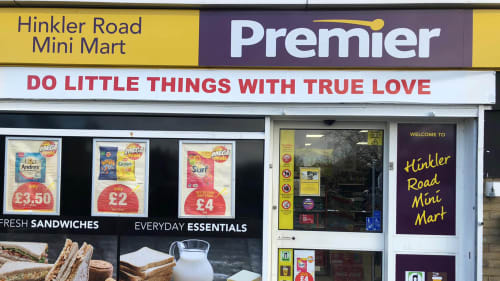 Hinkler Road
Mini Mart
Premier
DO LITTLE THINGS WITH TRUE LOVE
£3.50
£2
Surf
£4
FRESH SANDWICHES
EVERYDAY ESSENTIALS
WELCOME TO
Hinkler
Road
Mini
Mart